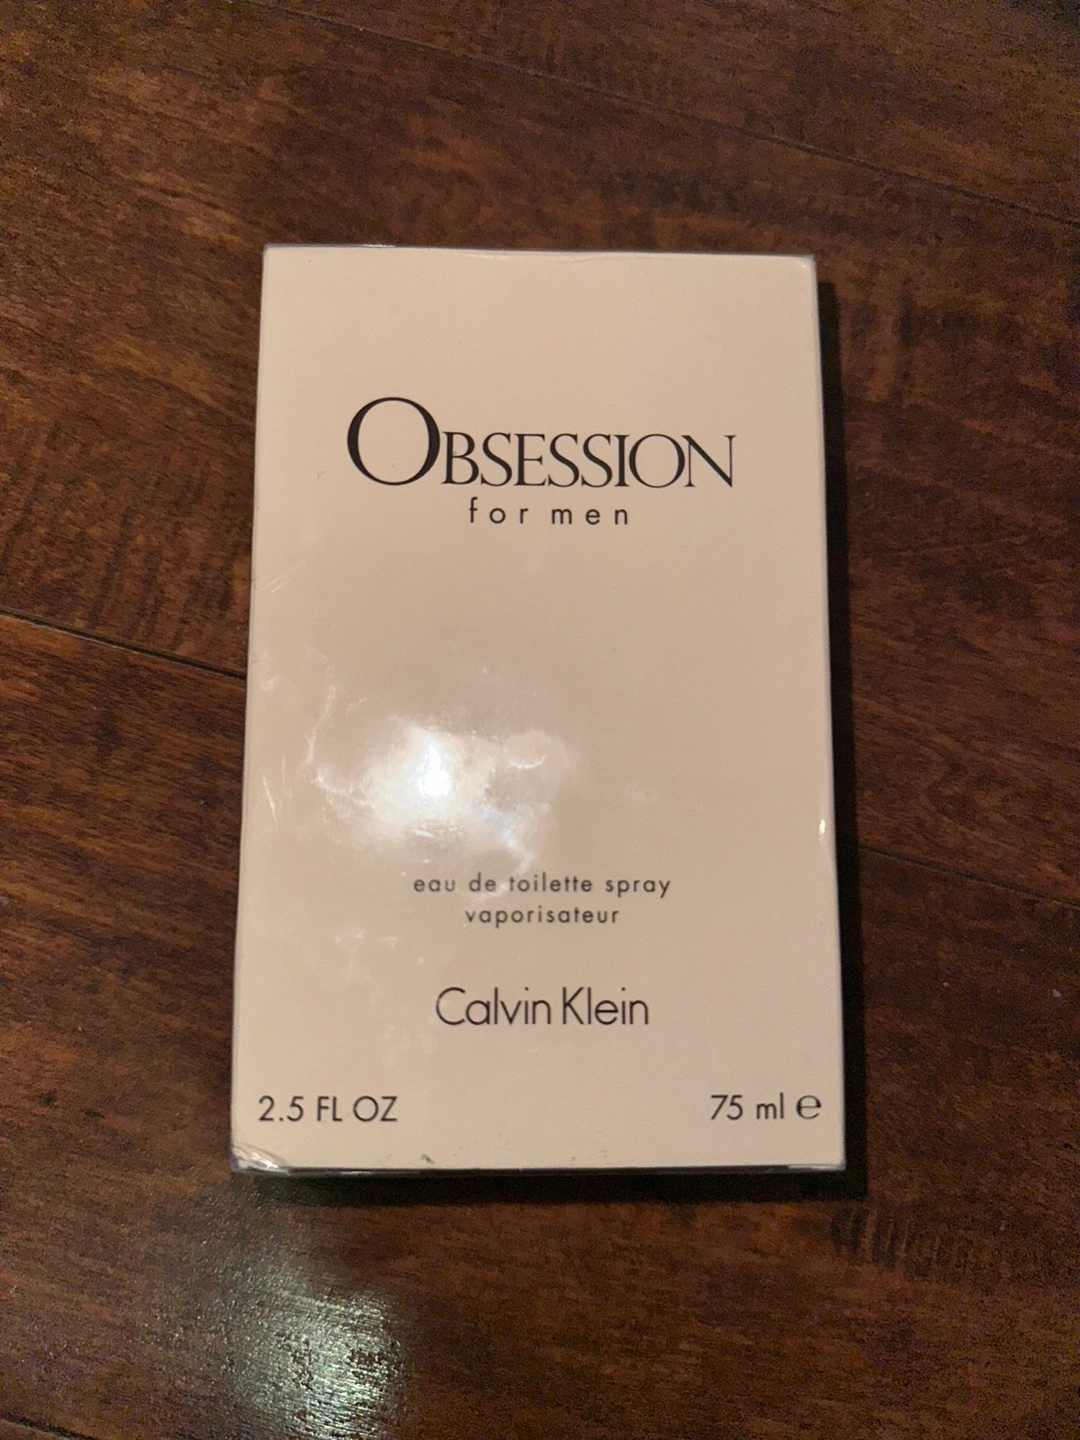 OBSESSION
for men
eau de toilette spray
vaporisateur
Calvin Klein
2.5 FL OZ
75 ml ℮